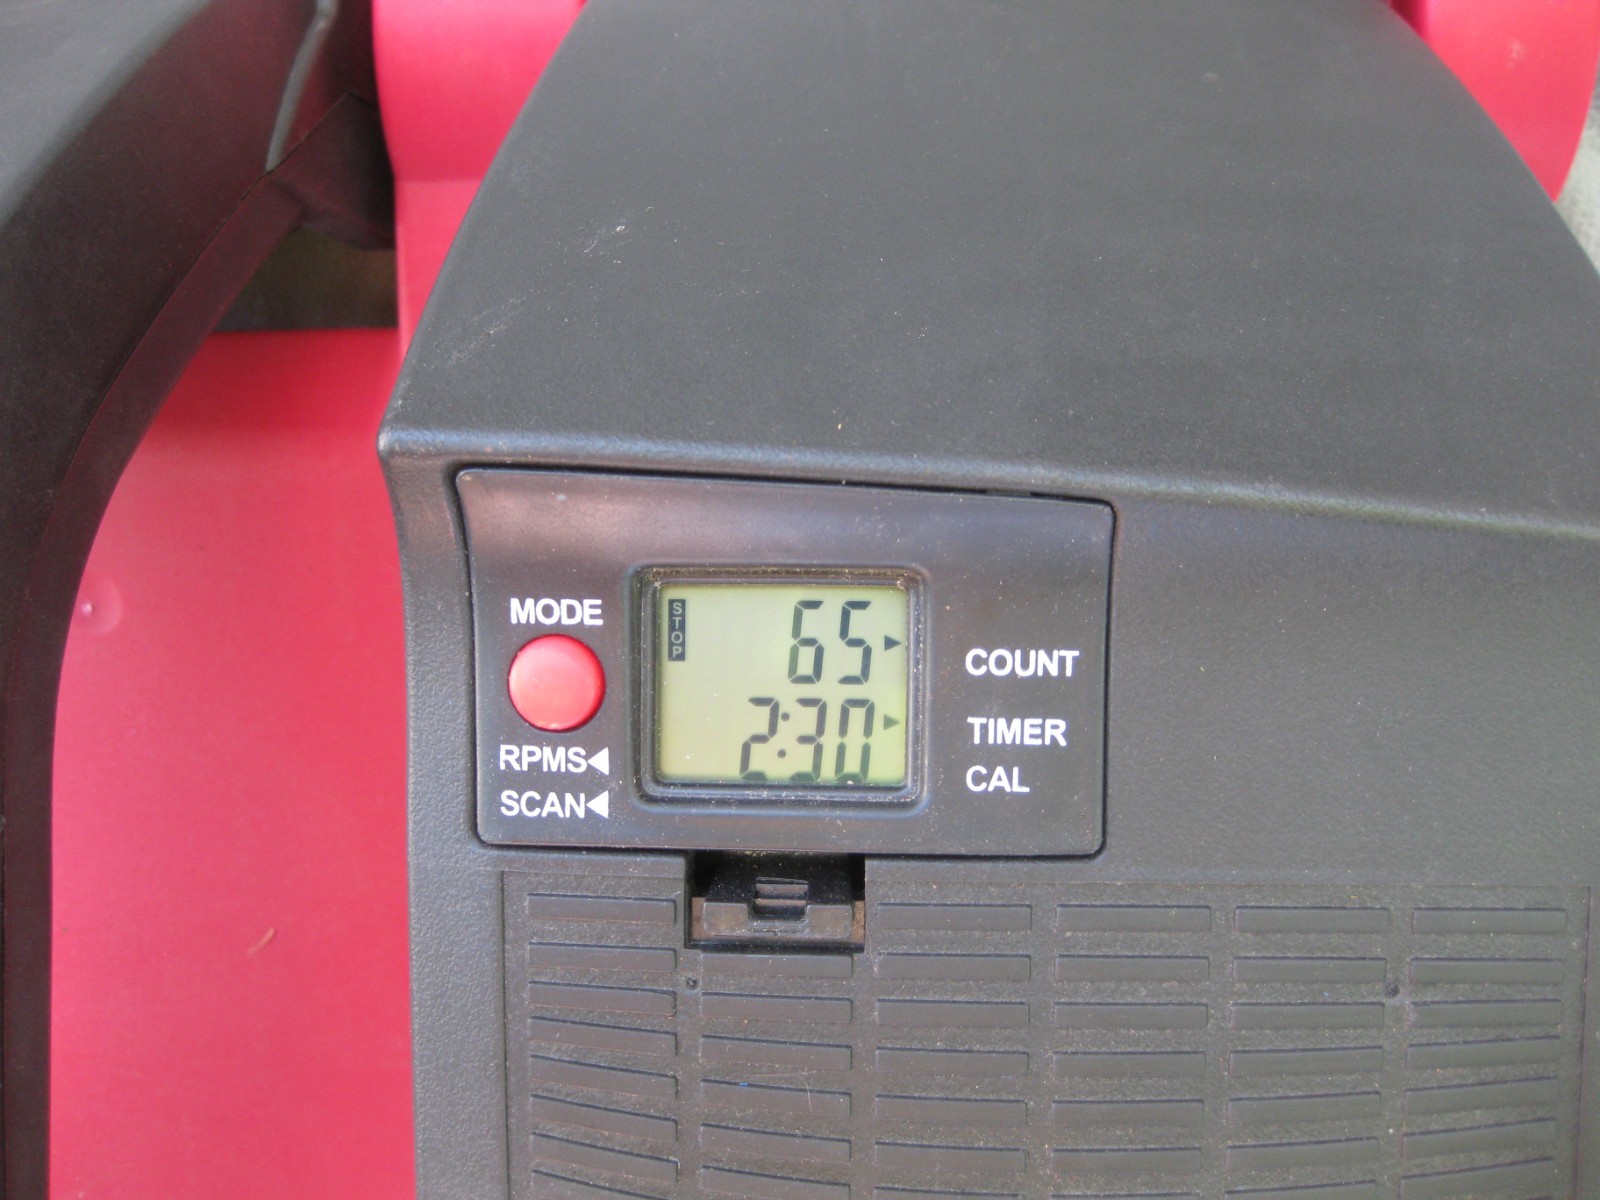 MODE
RPMS
SCAN
STOP
65
2:30
COUNT
TIMER
CAL